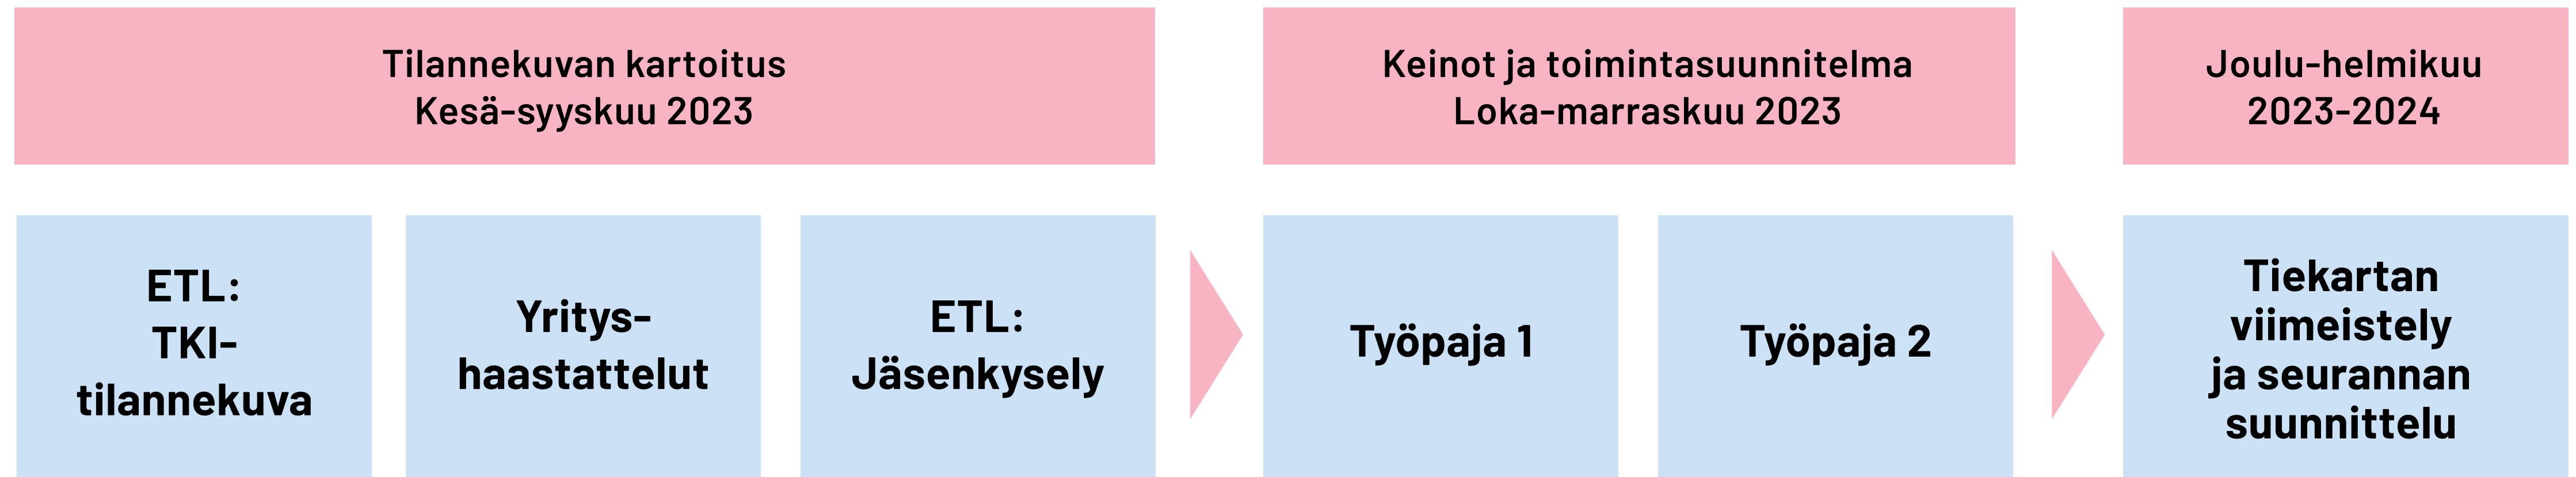 Tilannekuvan kartoitus
Kesä-syyskuu 2023
Keinot ja toimintasuunnitelma
Loka-marraskuu 2023
Joulu-helmikuu
2023-2024
ETL:
TKI-
tilannekuva
Yritys-
haastattelut
ETL:
Jäsenkysely
Työpaja 1
Työpaja 2
Tiekartan
viimeistely
ja seurannan
suunnittelu